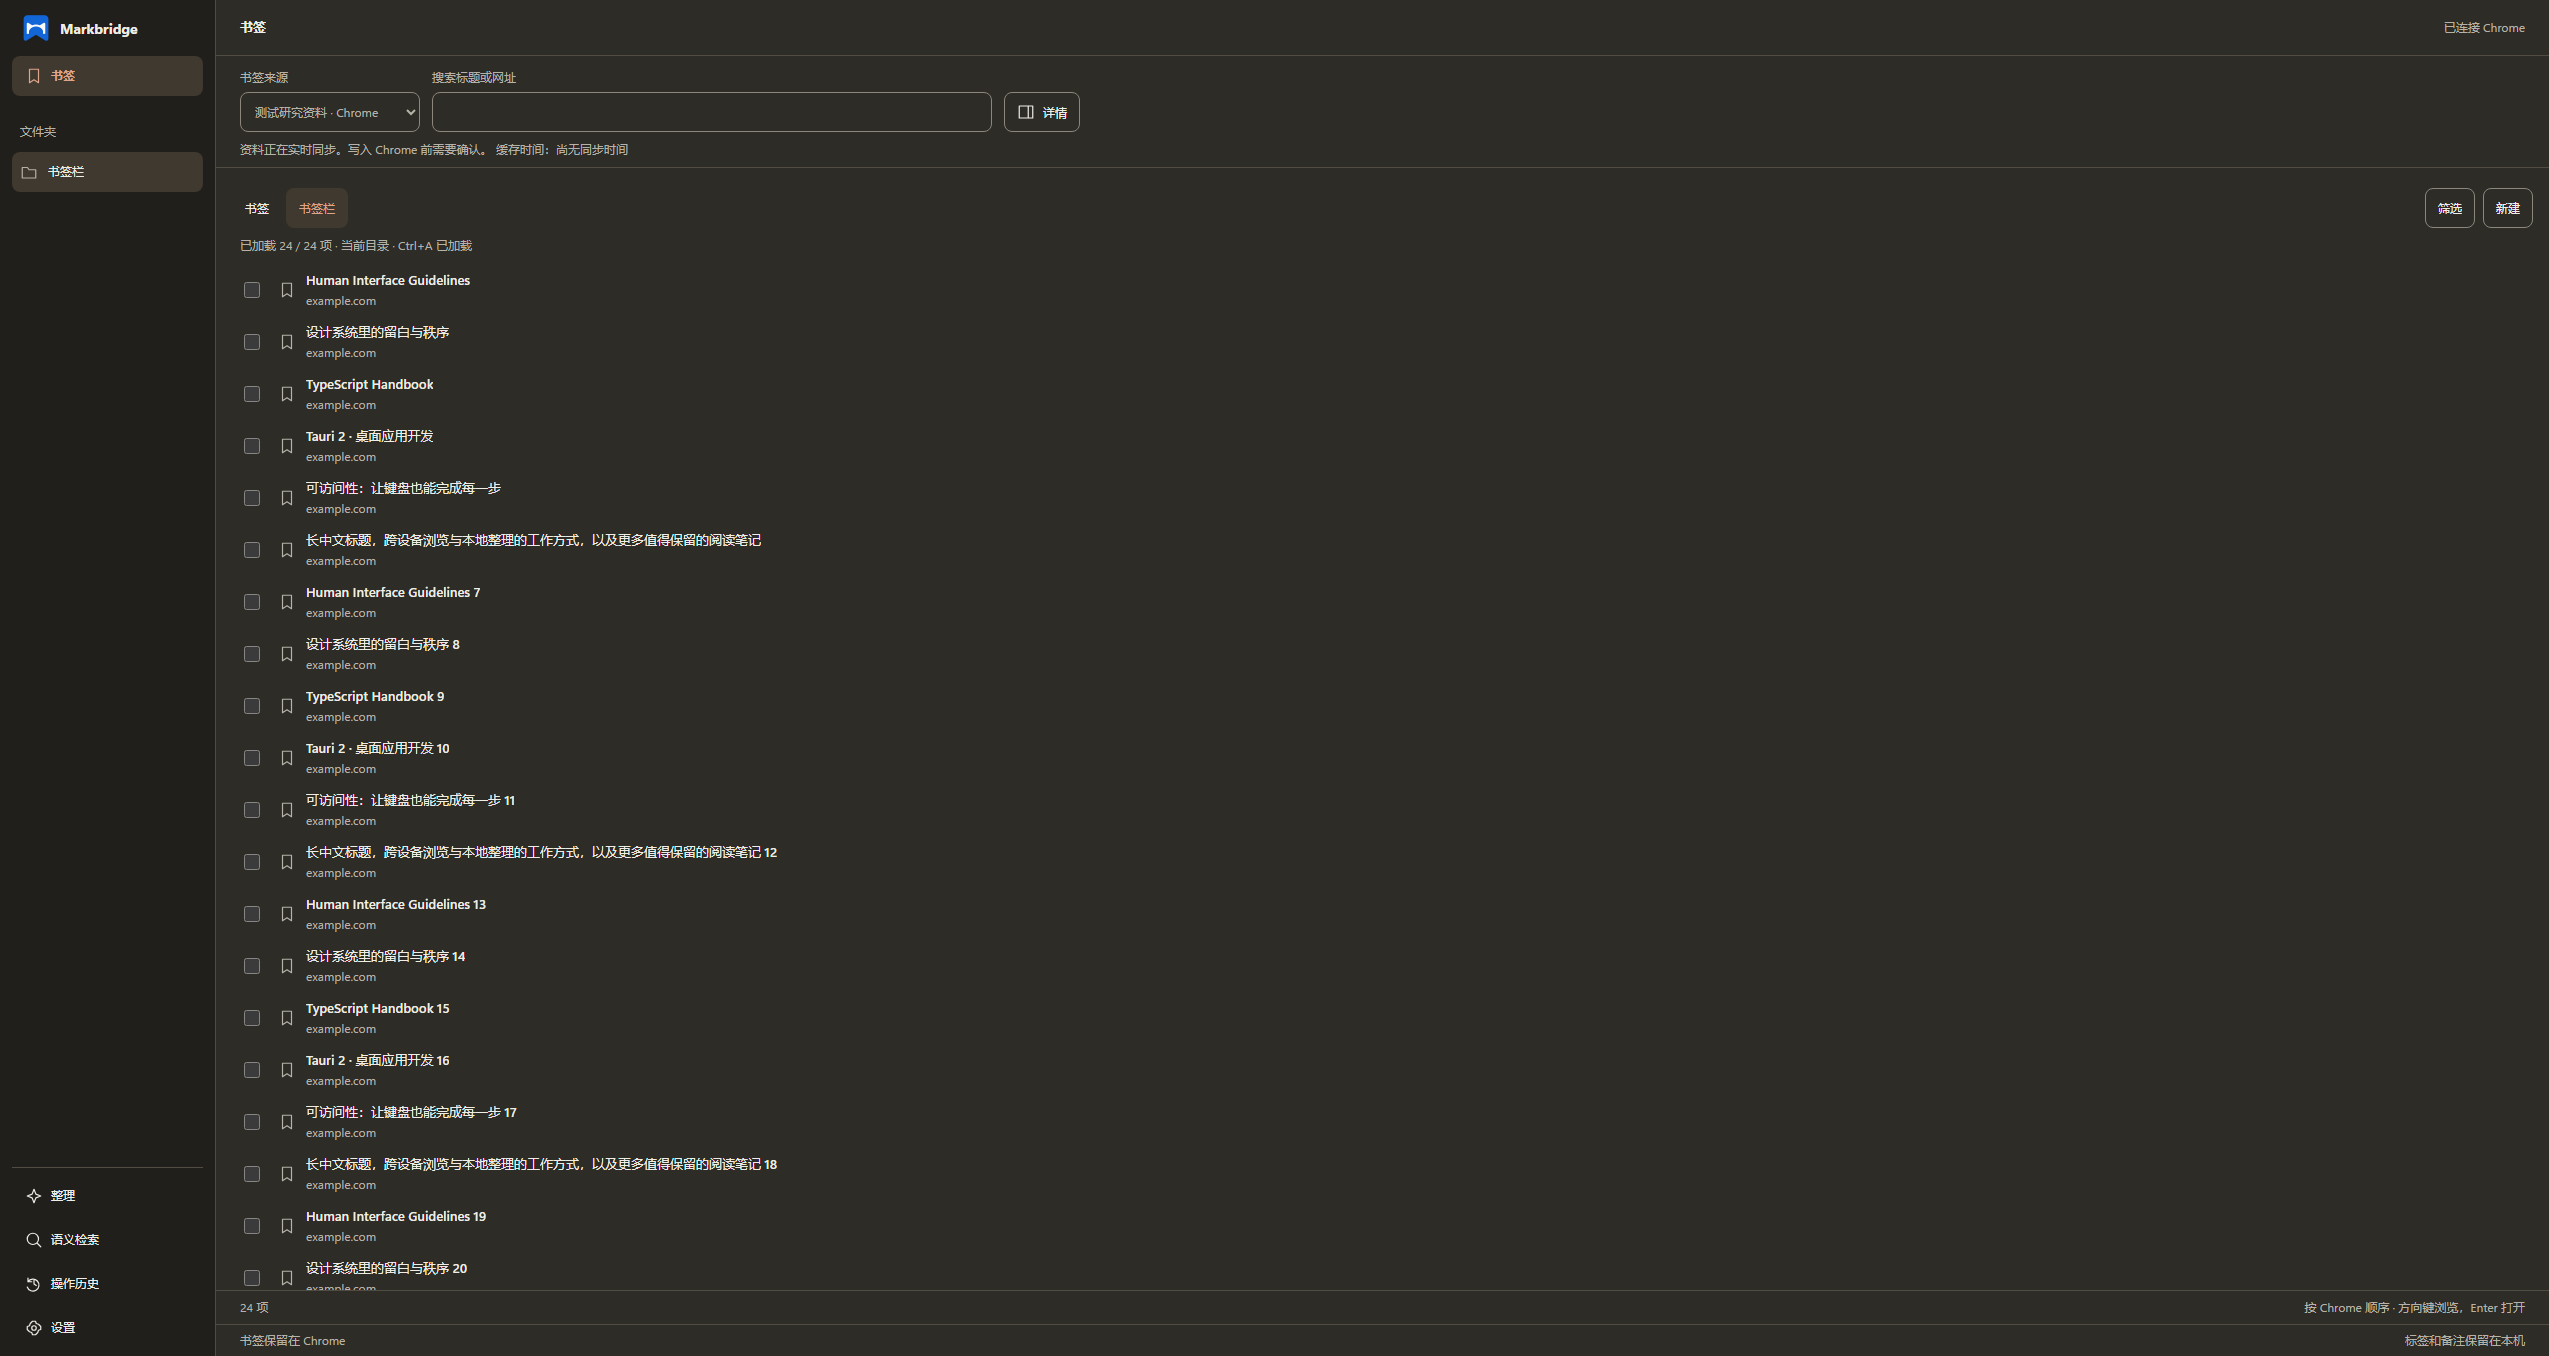 Markbridge
书签
文件夹
书签栏
整理
语义检索
操作历史
设置
书签
已连接 Chrome
书签来源
搜索标题或网址
测试研究资料 · Chrome
详情
资料正在实时同步。写入 Chrome 前需要确认。 缓存时间：尚无同步时间
书签
书签栏
筛选
新建
已加载 24 / 24 项 · 当前目录 · Ctrl+A 已加载
Human Interface Guidelines
example.com
设计系统里的留白与秩序
example.com
TypeScript Handbook
example.com
Tauri 2 · 桌面应用开发
example.com
可访问性：让键盘也能完成每一步
example.com
长中文标题，跨设备浏览与本地整理的工作方式，以及更多值得保留的阅读笔记
example.com
Human Interface Guidelines 7
example.com
设计系统里的留白与秩序 8
example.com
TypeScript Handbook 9
example.com
Tauri 2 · 桌面应用开发 10
example.com
可访问性：让键盘也能完成每一步 11
example.com
长中文标题，跨设备浏览与本地整理的工作方式，以及更多值得保留的阅读笔记 12
example.com
Human Interface Guidelines 13
example.com
设计系统里的留白与秩序 14
example.com
TypeScript Handbook 15
example.com
Tauri 2 · 桌面应用开发 16
example.com
可访问性：让键盘也能完成每一步 17
example.com
长中文标题，跨设备浏览与本地整理的工作方式，以及更多值得保留的阅读笔记 18
example.com
Human Interface Guidelines 19
example.com
设计系统里的留白与秩序 20
example.com
24 项
按 Chrome 顺序 · 方向键浏览，Enter 打开
书签保留在 Chrome
标签和备注保留在本机